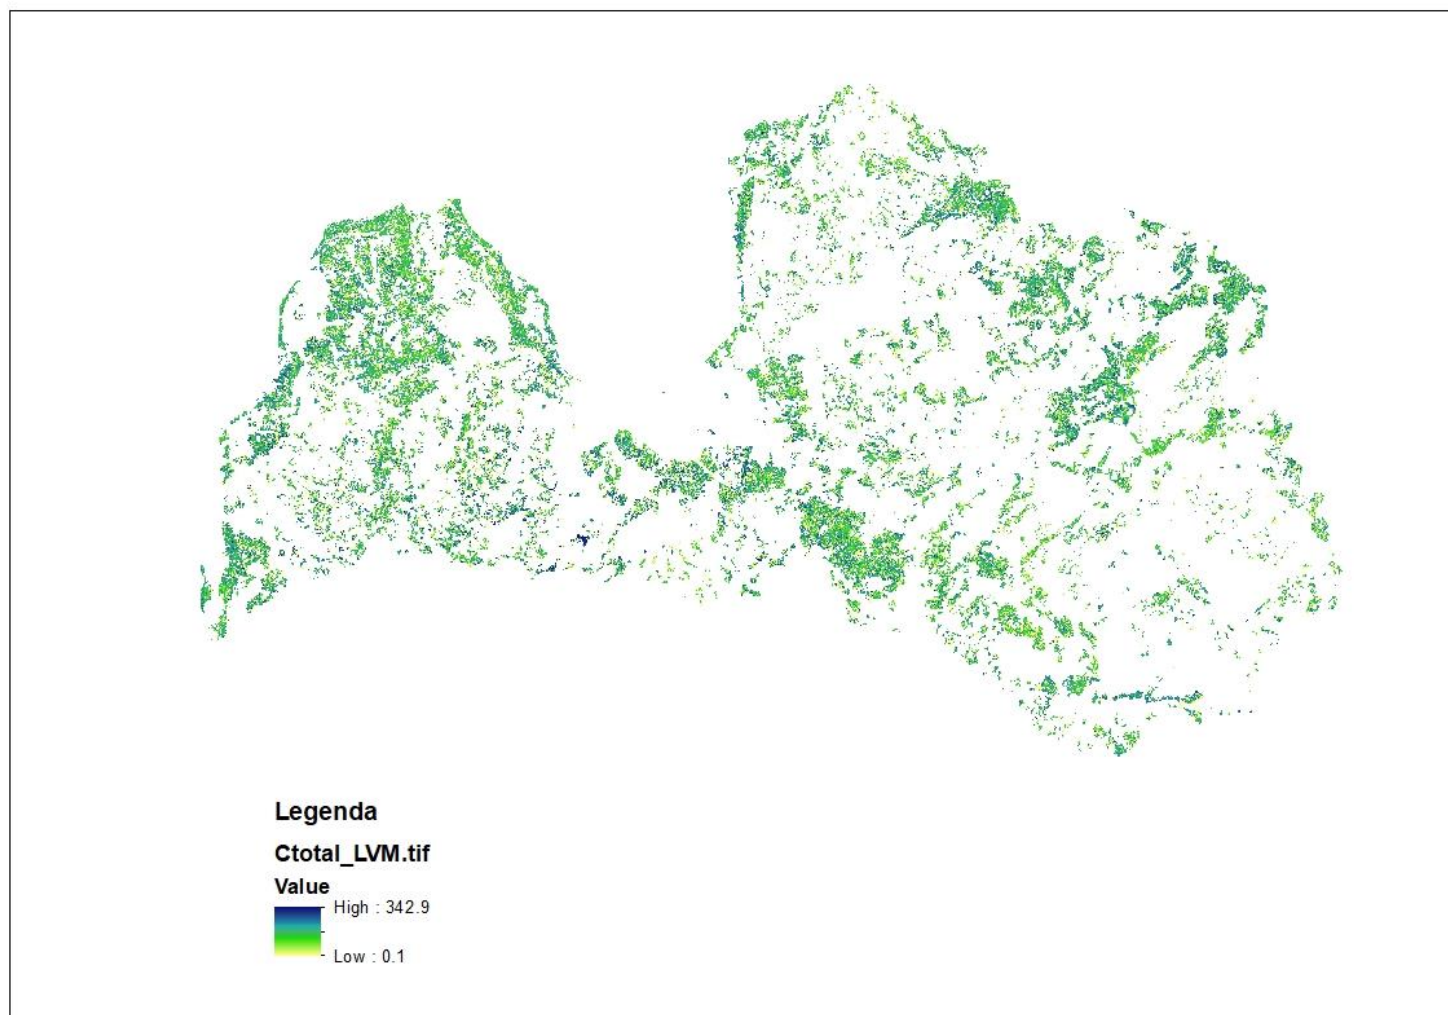 Legenda
Ctotal_LVM.tif
Value
High : 342.9
Low : 0.1